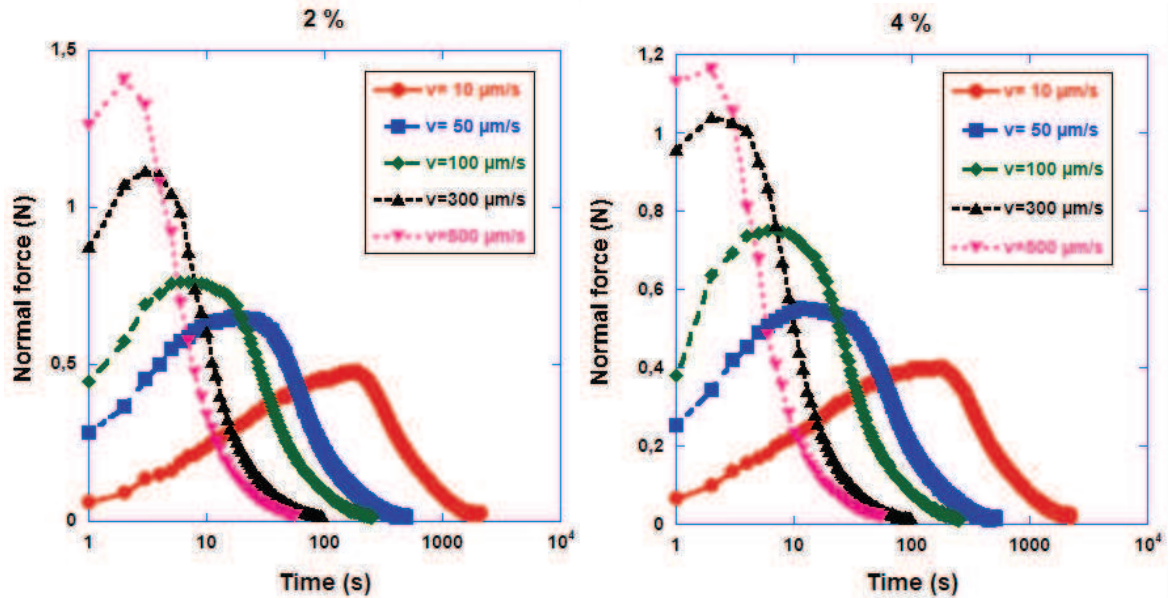 2 %
1,5
1
0,5
0
Normal force (N)
v= 10 µm/s
v= 50 µm/s
v=100 µm/s
v=300 µm/s
v=500 µm/s
1
10
100
1000
10⁴
Time (s)
4 %
1,2
1
0,8
0,6
0,4
0,2
0
Normal force (N)
v= 10 µm/s
v= 50 µm/s
v=100 µm/s
v=300 µm/s
v=500 µm/s
1
10
100
1000
10⁴
Time (s)